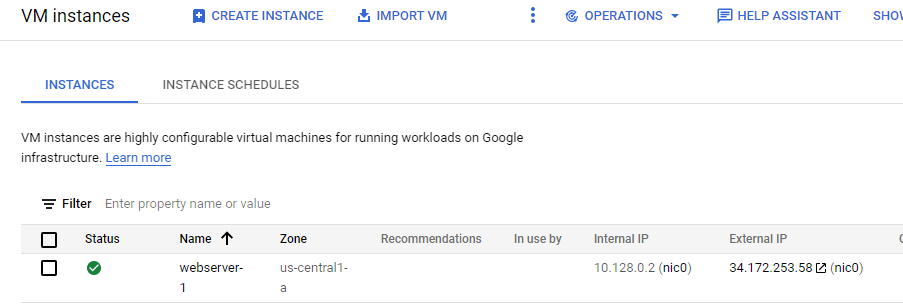 VM instances CREATE INSTANCE IMPORT VM OPERATIONS HELP ASSISTANT SHOW
INSTANCES INSTANCE SCHEDULES
VM instances are highly configurable virtual machines for running workloads on Google
infrastructure. Learn more
Filter Enter property name or value
Status Name Zone Recommendations In use by Internal IP External IP
webserver- us-central1- 10.128.0.2 (nic0) 34.172.253.58 (nic0)
1 a